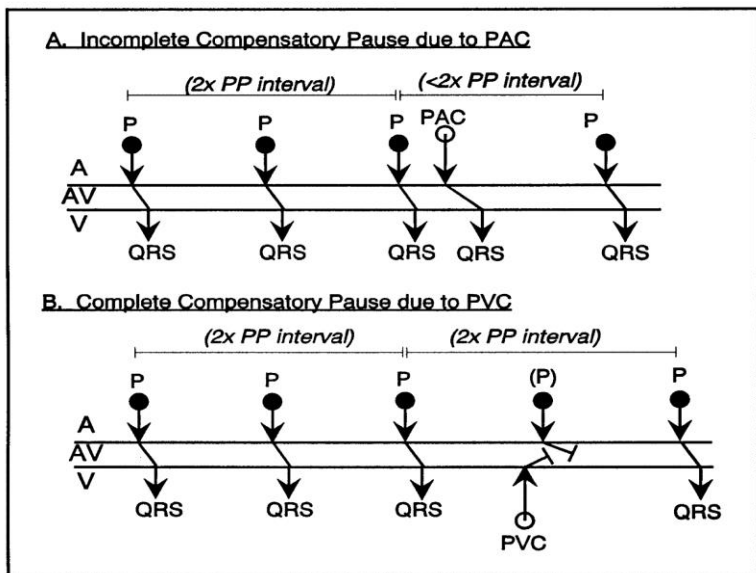 A. Incomplete Compensatory Pause due to PAC
(2x PP interval) (<2x PP interval)
P P P PAC P
A
AV
V
QRS QRS QRS QRS QRS
B. Complete Compensatory Pause due to PVC
(2x PP interval) (2x PP interval)
P P P (P) P
A
AV
V
QRS QRS QRS QRS
PVC